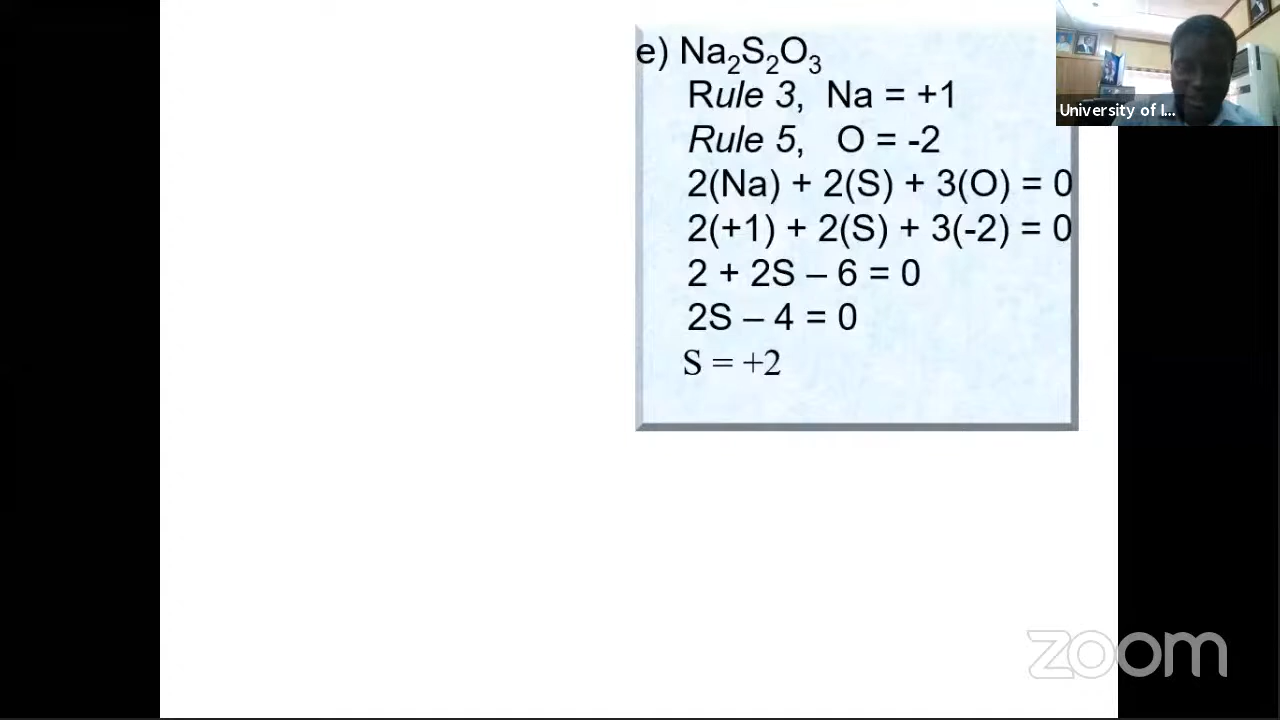 e) Na₂S₂O₃
Rule 3, Na = +1
Rule 5, O = -2
2(Na) + 2(S) + 3(O) = 0
2(+1) + 2(S) + 3(-2) = 0
2 + 2S – 6 = 0
2S – 4 = 0
S = +2
University of I...
zoom